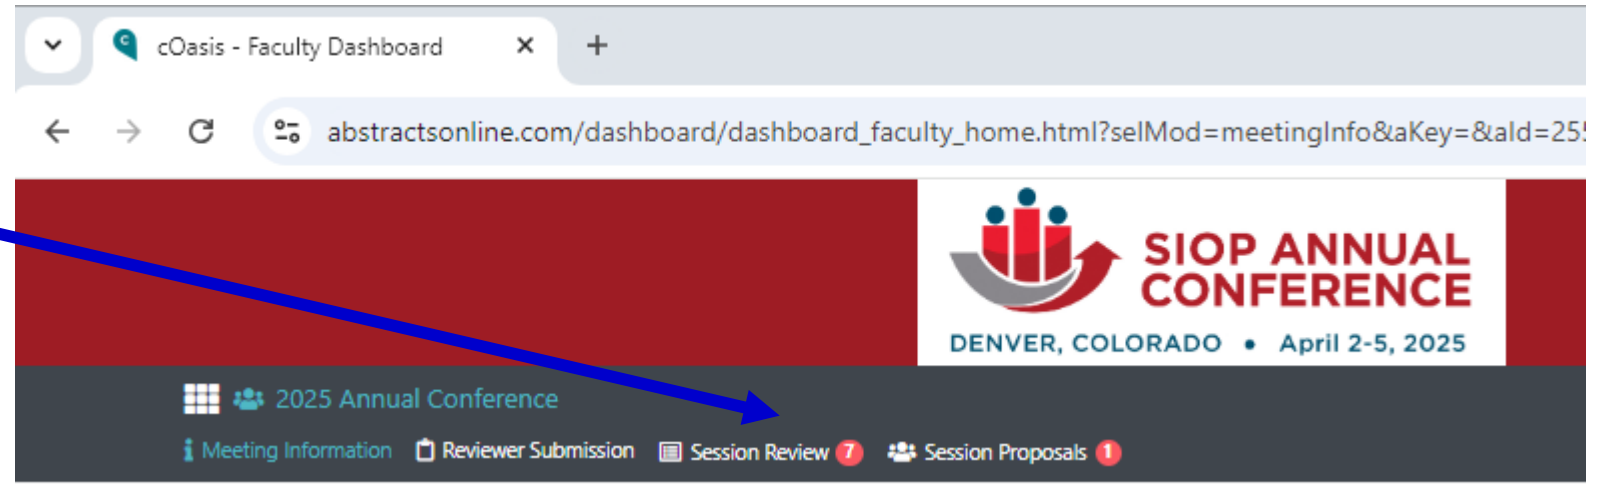 cOasis - Faculty Dashboard
abstractsonline.com/dashboard/dashboard_faculty_home.html?selMod=meetingInfo&aKey=&aId=255
SIOP ANNUAL
CONFERENCE
DENVER, COLORADO • April 2-5, 2025
2025 Annual Conference
Meeting Information Reviewer Submission Session Review 7 Session Proposals 1